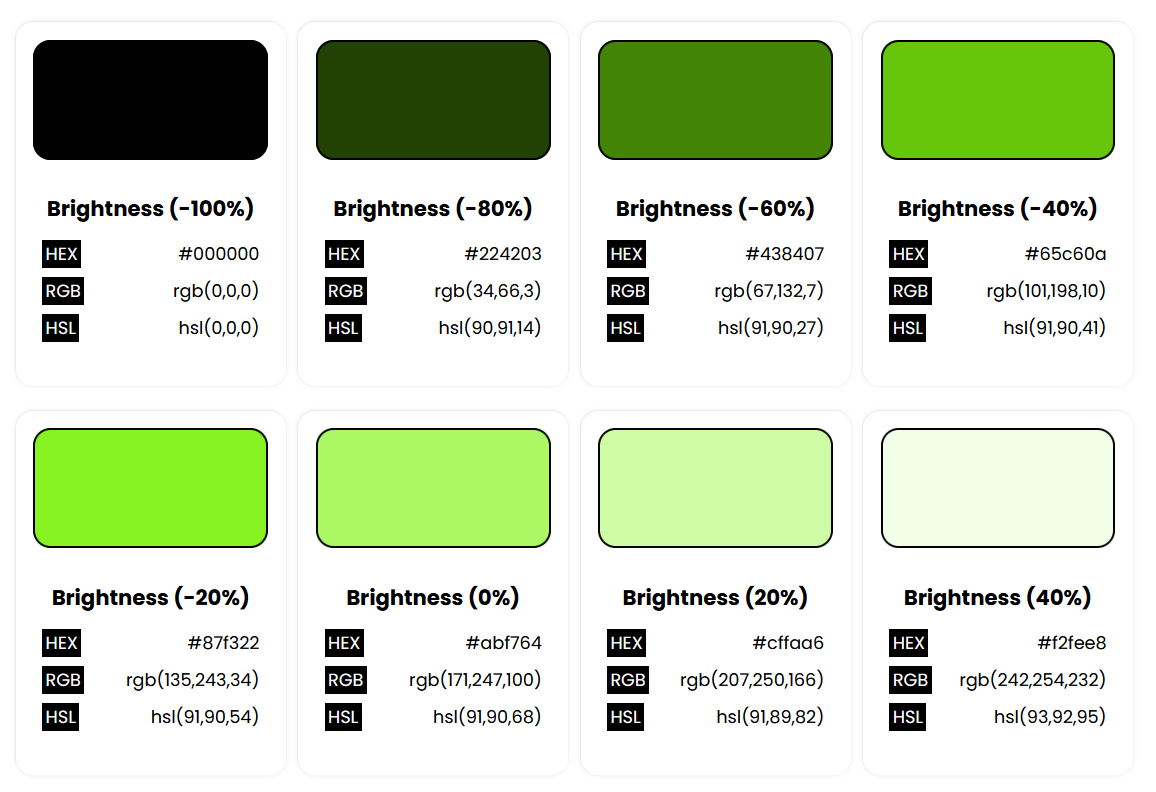 Brightness (-100%)
HEX #000000
RGB rgb(0,0,0)
HSL hsl(0,0,0)
Brightness (-80%)
HEX #224203
RGB rgb(34,66,3)
HSL hsl(90,91,14)
Brightness (-60%)
HEX #438407
RGB rgb(67,132,7)
HSL hsl(91,90,27)
Brightness (-40%)
HEX #65c60a
RGB rgb(101,198,10)
HSL hsl(91,90,41)
Brightness (-20%)
HEX #87f322
RGB rgb(135,243,34)
HSL hsl(91,90,54)
Brightness (0%)
HEX #abf764
RGB rgb(171,247,100)
HSL hsl(91,90,68)
Brightness (20%)
HEX #cffaa6
RGB rgb(207,250,166)
HSL hsl(91,89,82)
Brightness (40%)
HEX #f2fee8
RGB rgb(242,254,232)
HSL hsl(93,92,95)